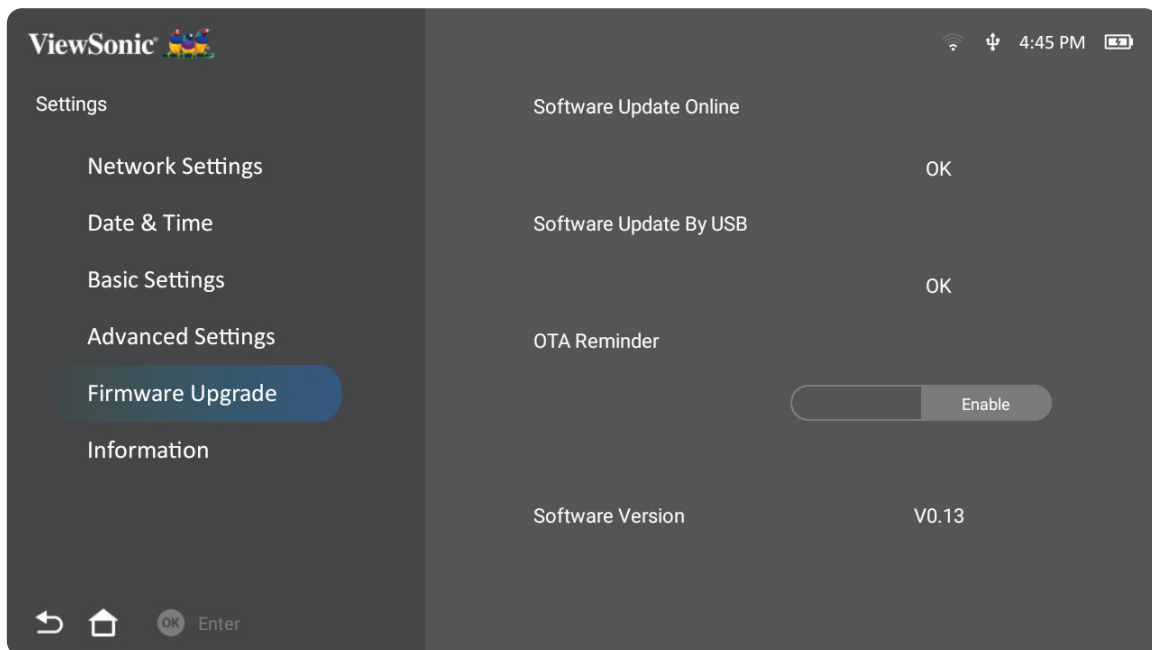 ViewSonic
4:45 PM
Settings
Network Settings
Date & Time
Basic Settings
Advanced Settings
Firmware Upgrade
Information
OK Enter
Software Update Online
OK
Software Update By USB
OK
OTA Reminder
Enable
Software Version V0.13